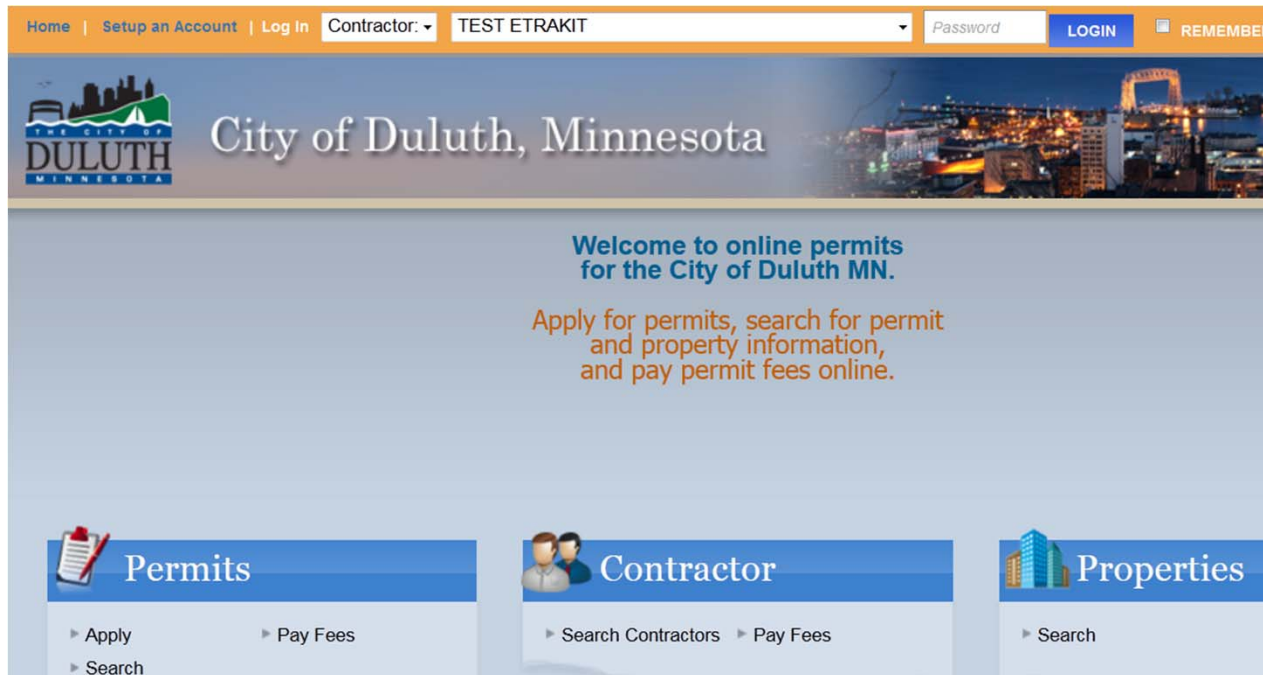 Home | Setup an Account | Log In Contractor: TEST ETRAKIT Password LOGIN REMEMBE
THE CITY OF
DULUTH
MINNESOTA
City of Duluth, Minnesota
Welcome to online permits
for the City of Duluth MN.
Apply for permits, search for permit
and property information,
and pay permit fees online.
Permits
Apply Pay Fees
Search
Contractor
Search Contractors Pay Fees
Properties
Search